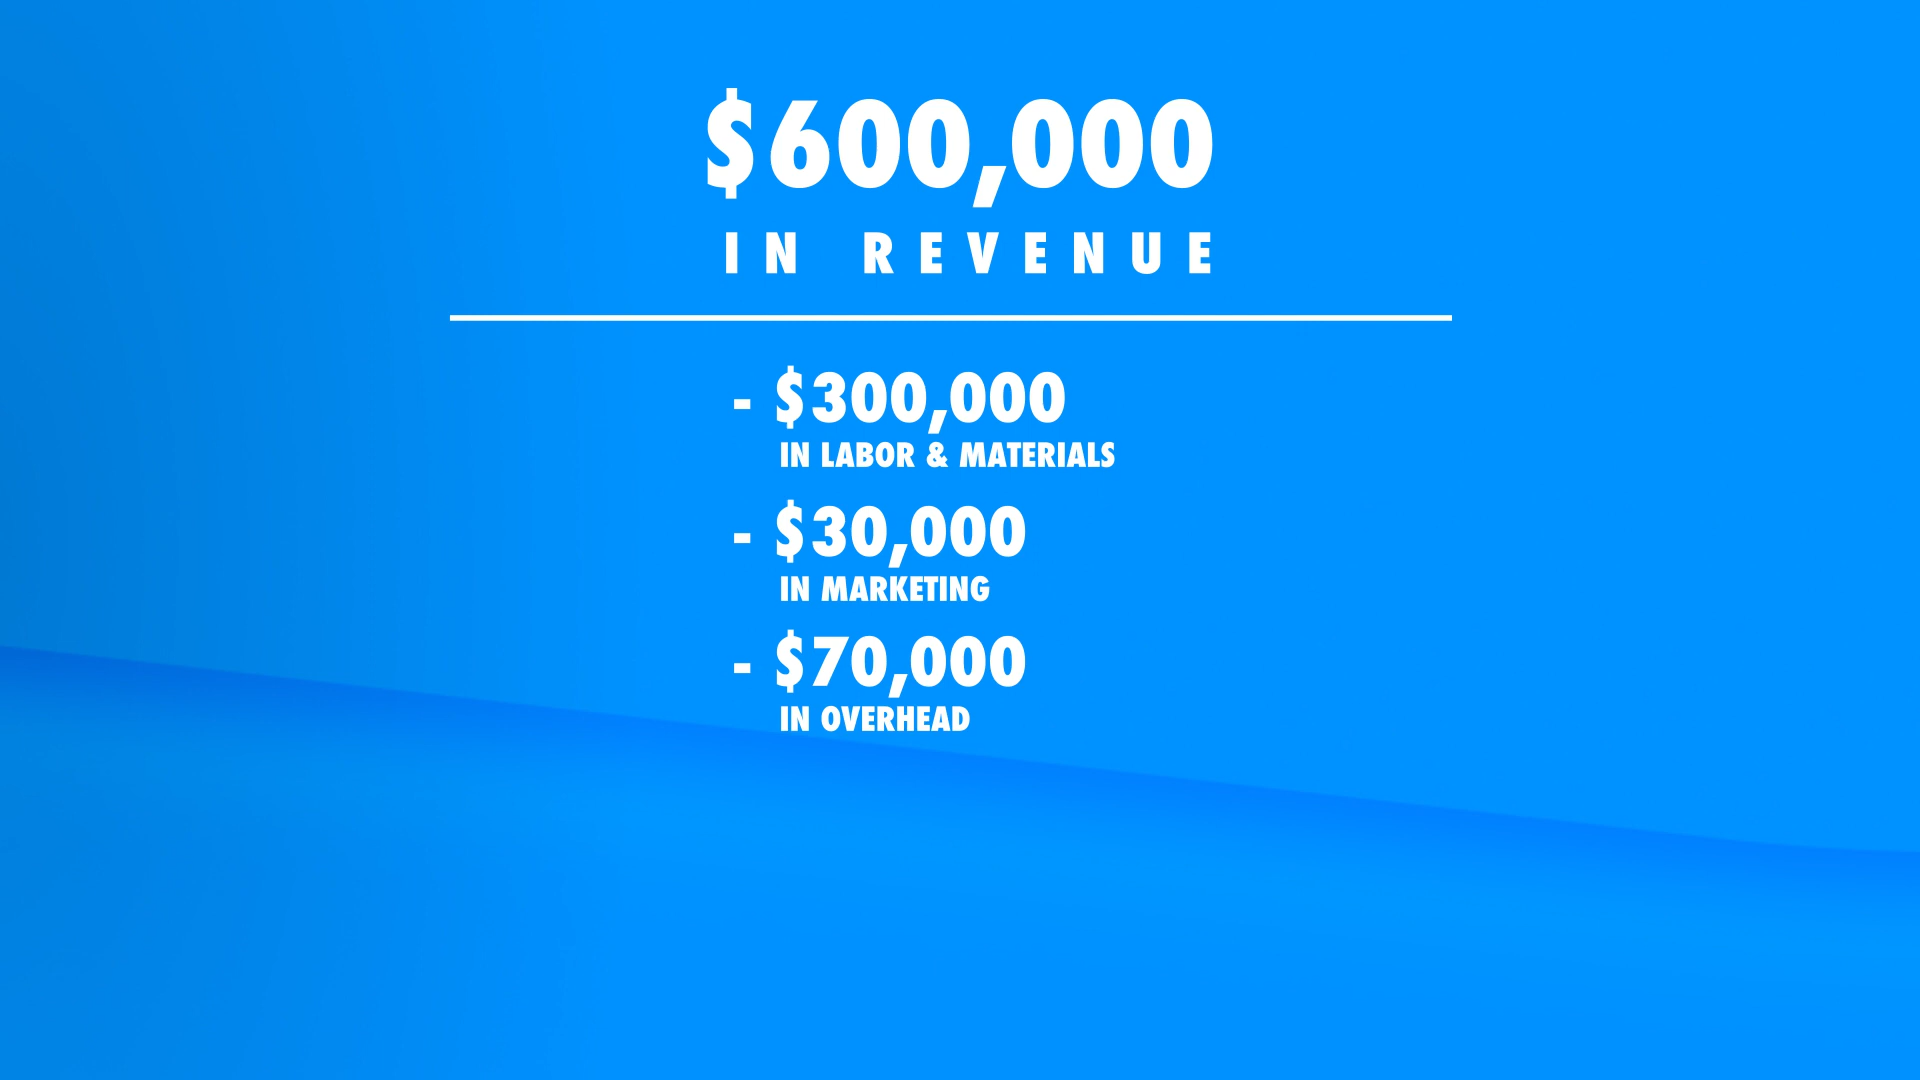 $600,000
IN REVENUE
- $300,000
IN LABOR & MATERIALS
- $30,000
IN MARKETING
- $70,000
IN OVERHEAD